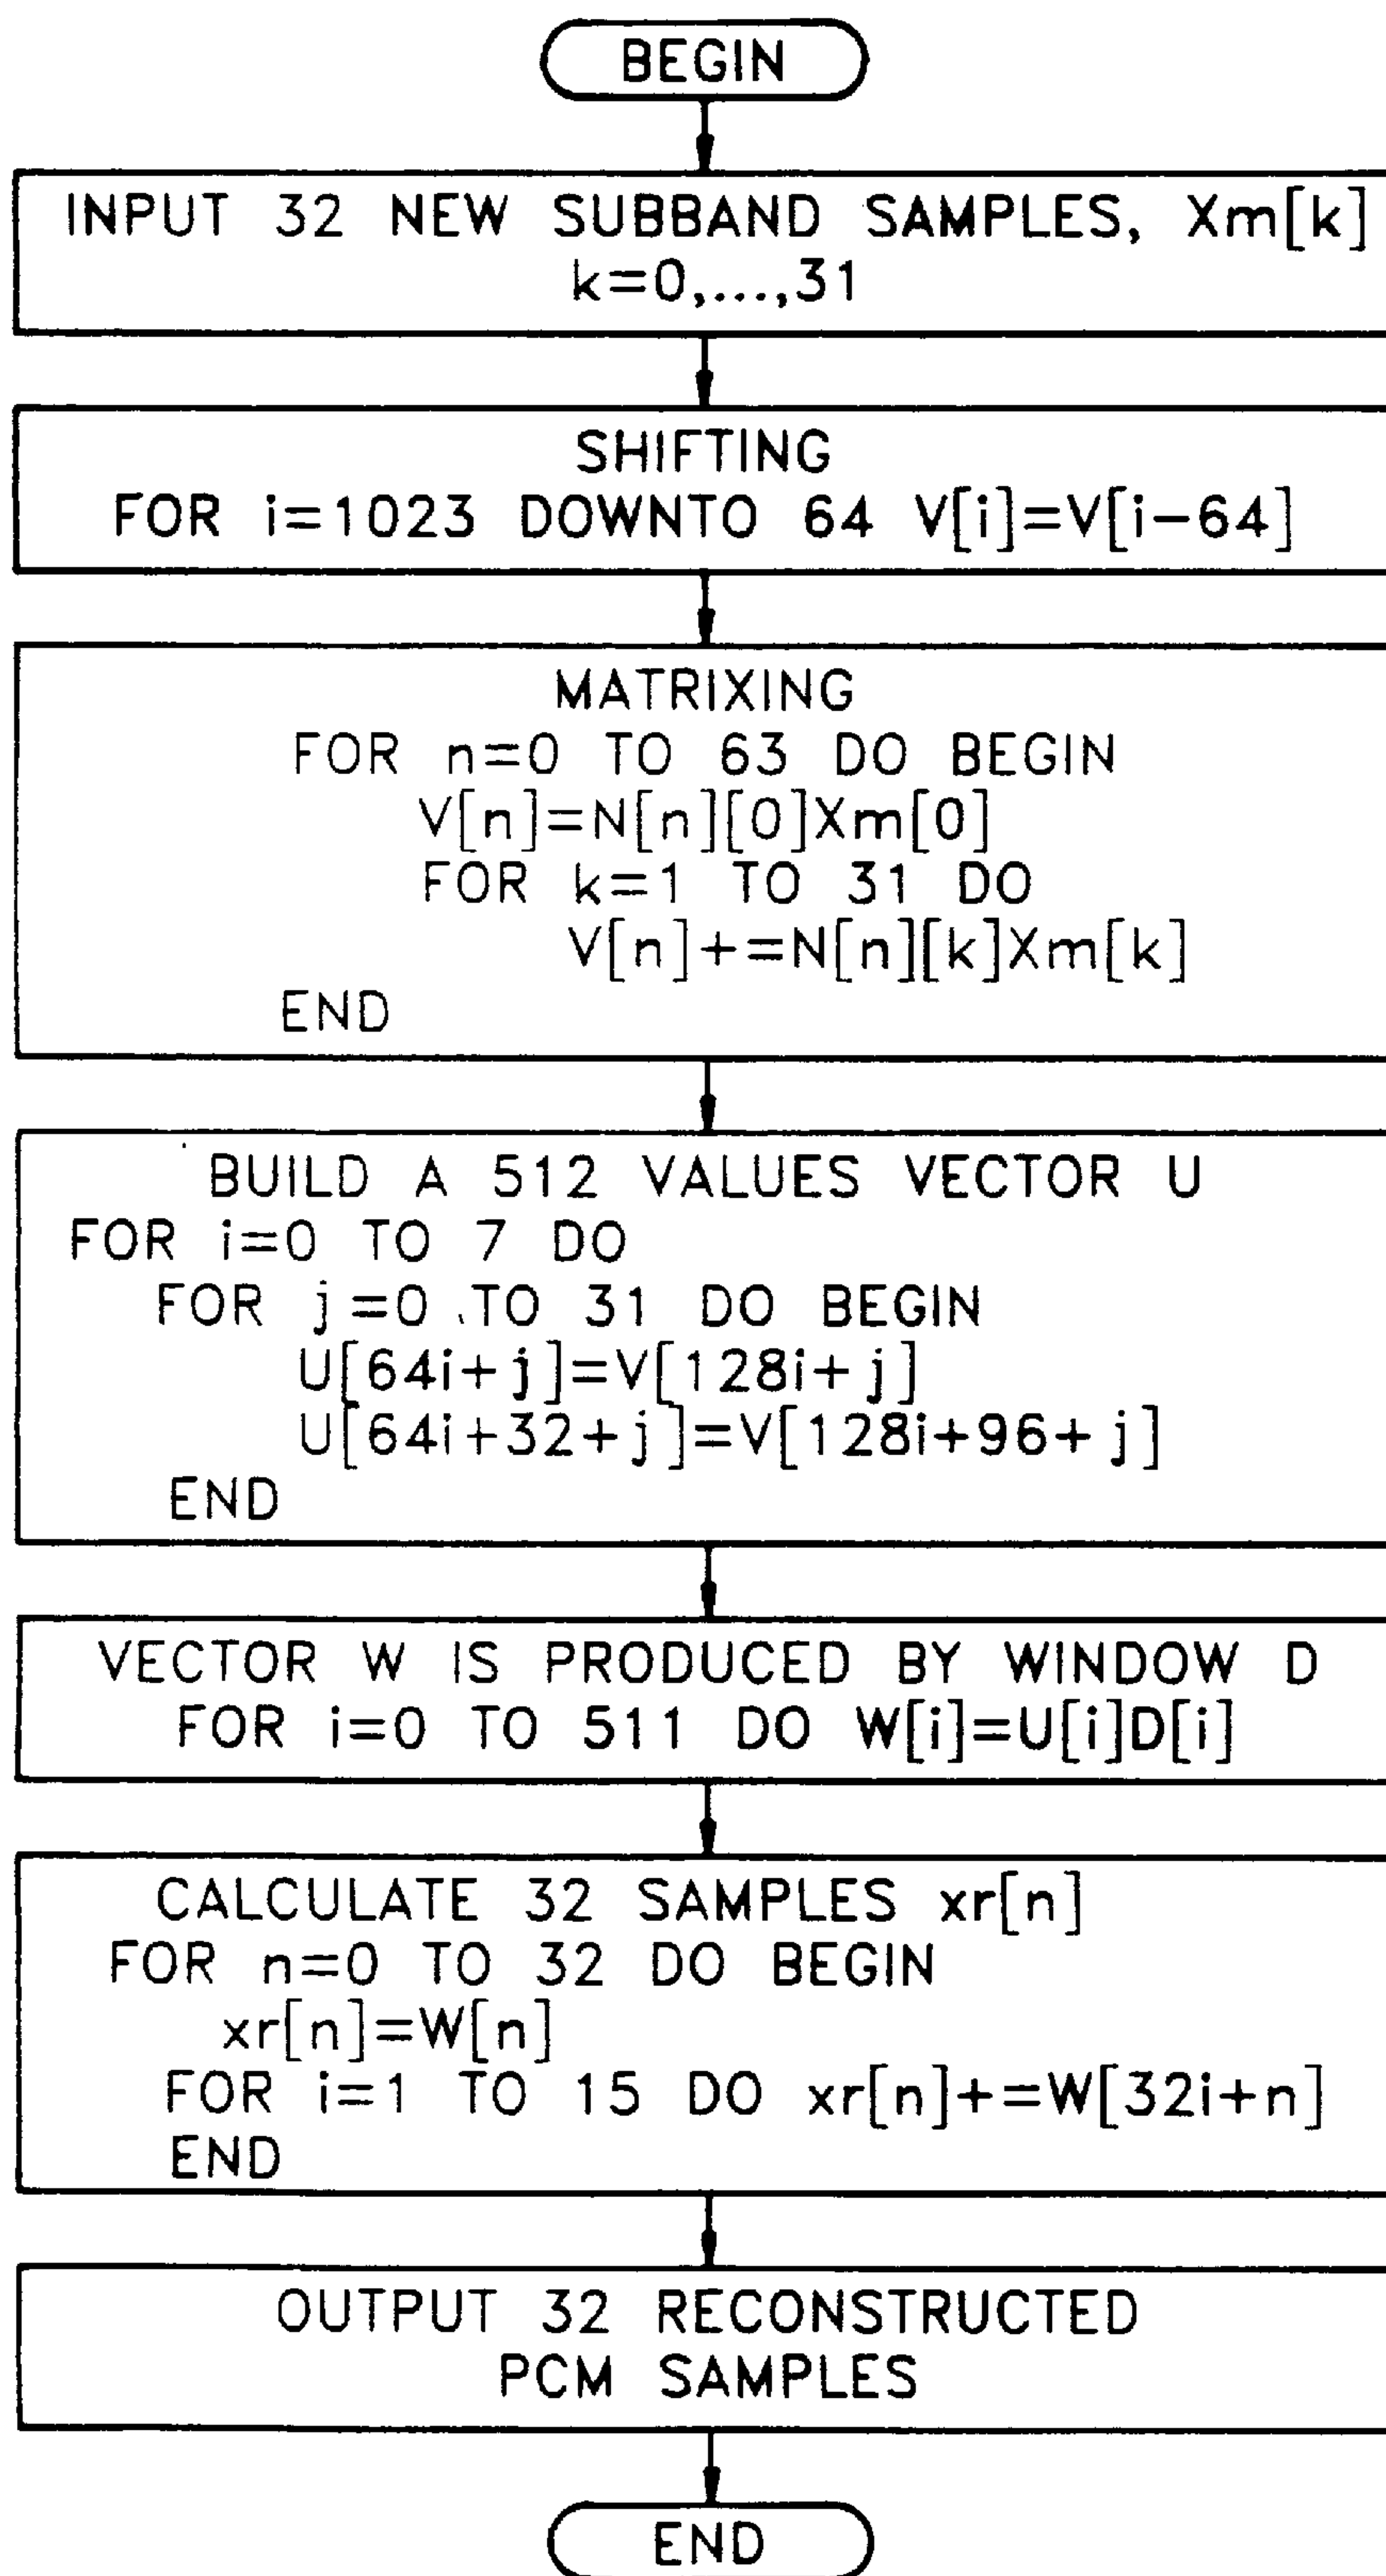 BEGIN
INPUT 32 NEW SUBBAND SAMPLES, Xm[k]
k=0,...,31
SHIFTING
FOR i=1023 DOWNTO 64 V[i]=V[i-64]
MATRIXING
FOR n=0 TO 63 DO BEGIN
V[n]=N[n][0]Xm[0]
FOR k=1 TO 31 DO
V[n]+=N[n][k]Xm[k]
END
BUILD A 512 VALUES VECTOR U
FOR i=0 TO 7 DO
FOR j=0 TO 31 DO BEGIN
U[64i+j]=V[128i+j]
U[64i+32+j]=V[128i+96+j]
END
VECTOR W IS PRODUCED BY WINDOW D
FOR i=0 TO 511 DO W[i]=U[i]D[i]
CALCULATE 32 SAMPLES xr[n]
FOR n=0 TO 32 DO BEGIN
xr[n]=W[n]
FOR i=1 TO 15 DO xr[n]+=W[32i+n]
END
OUTPUT 32 RECONSTRUCTED
PCM SAMPLES
END